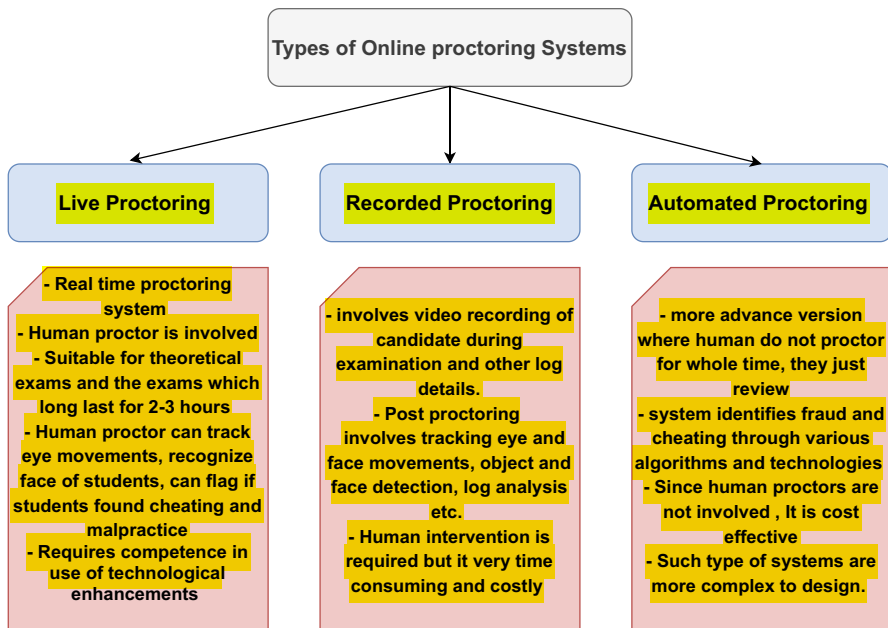 Types of Online proctoring Systems
Live Proctoring
Recorded Proctoring
Automated Proctoring
- Real time proctoring
system
- Human proctor is involved
- Suitable for theoretical
exams and the exams which
long last for 2-3 hours
- Human proctor can track
eye movements, recognize
face of students, can flag if
students found cheating and
malpractice
- Requires competence in
use of technological
enhancements
- involves video recording of
candidate during
examination and other log
details.
- Post proctoring
involves tracking eye and
face movements, object and
face detection, log analysis
etc.
- Human intervention is
required but it very time
consuming and costly
- more advance version
where human do not proctor
for whole time, they just
review
- system identifies fraud and
cheating through various
algorithms and technologies
- Since human proctors are
not involved , It is cost
effective
- Such type of systems are
more complex to design.